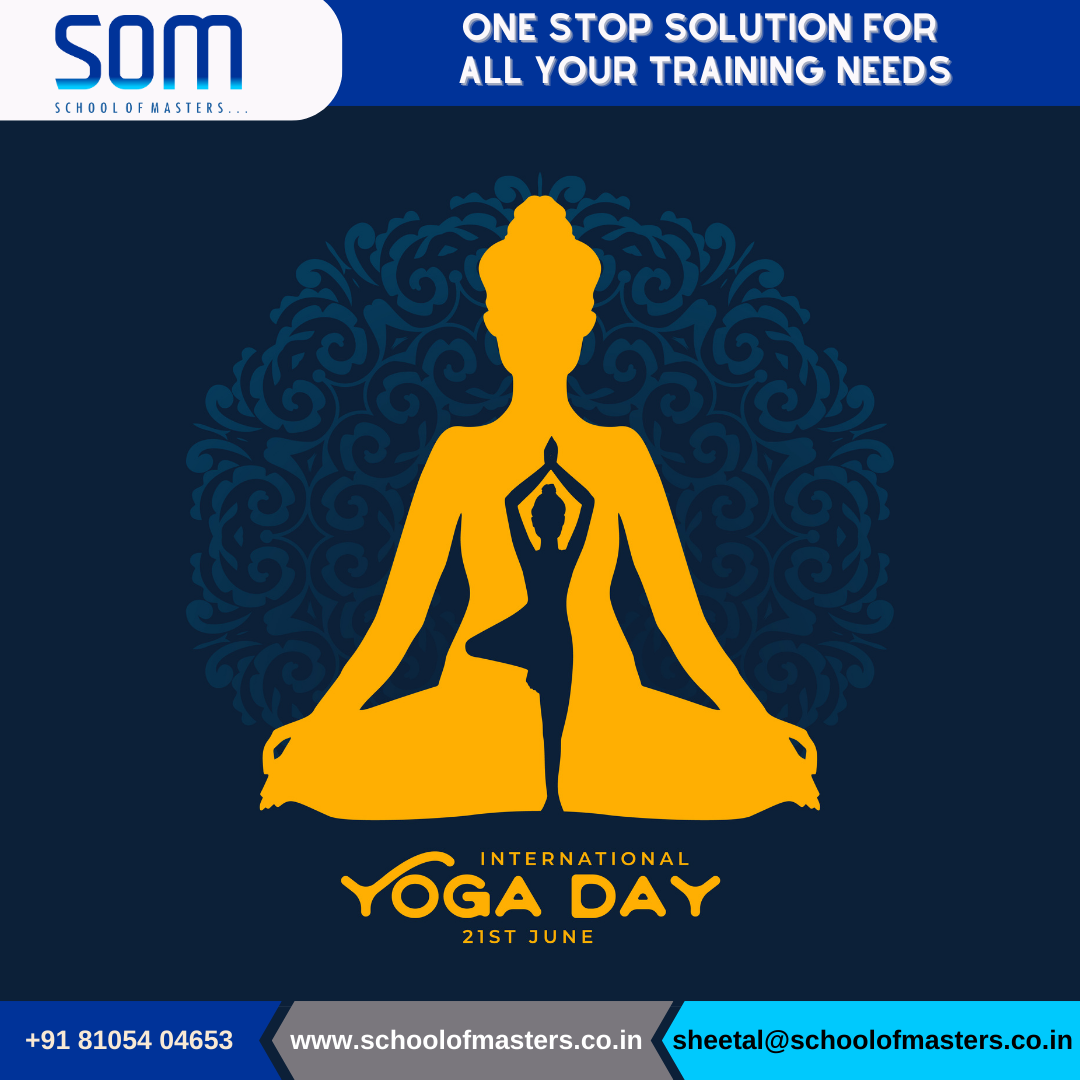 SOM
SCHOOL OF MASTERS...
ONE STOP SOLUTION FOR
ALL YOUR TRAINING NEEDS
INTERNATIONAL
YOGA DAY
21ST JUNE
+91 81054 04653
www.schoolofmasters.co.in
sheetal@schoolofmasters.co.in